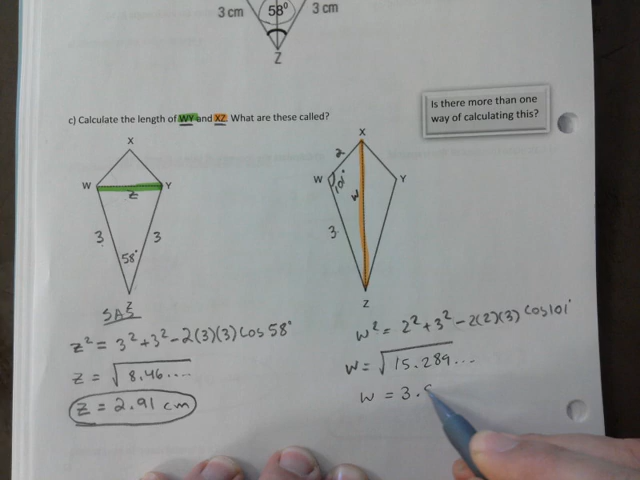 3 cm 58° 3 cm
Z
c) Calculate the length of WY and XZ. What are these called?
Is there more than one
way of calculating this?
X
W Y
z
3 3
58°
Z
SAS
z² = 3² + 3² - 2(3)(3) cos 58°
z = √8.46....
z = 2.91 cm
X
2
W 101° Y
w
3
Z
w² = 2² + 3² - 2(2)(3) cos 101°
w = √15.289...
w = 3.